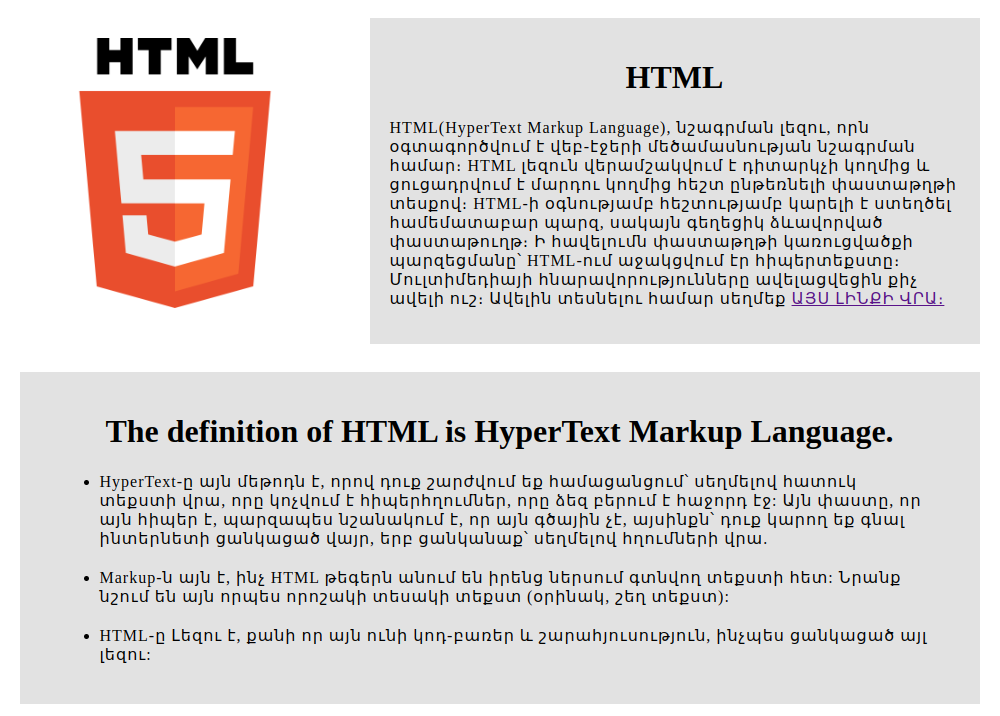 HTML
HTML
HTML(HyperText Markup Language), նշագրման լեզու, որն
օգտագործվում է վեբ-էջերի մեծամասնության նշագրման
համար։ HTML լեզուն վերամշակվում է դիտարկչի կողմից և
ցուցադրվում է մարդու կողմից հեշտ ընթեռնելի փաստաթղթի
տեսքով։ HTML-ի օգնությամբ հեշտությամբ կարելի է ստեղծել
համեմատաբար պարզ, սակայն գեղեցիկ ձևավորված
փաստաթուղթ։ Ի հավելումն փաստաթղթի կառուցվածքի
պարզեցմանը՝ HTML-ում աջակցվում էր հիպերտեքստը։
Մուլտիմեդիայի հնարավորությունները ավելացվեցին քիչ
ավելի ուշ։ Ավելին տեսնելու համար սեղմեք ԱՅՍ ԼԻՆՔԻ ՎՐԱ։
The definition of HTML is HyperText Markup Language.
HyperText-ը այն մեթոդն է, որով դուք շարժվում եք համացանցում՝ սեղմելով հատուկ
տեքստի վրա, որը կոչվում է հիպերհղումներ, որը ձեզ բերում է հաջորդ էջ: Այն փաստը, որ
այն հիպեր է, պարզապես նշանակում է, որ այն գծային չէ, այսինքն՝ դուք կարող եք գնալ
ինտերնետի ցանկացած վայր, երբ ցանկանաք՝ սեղմելով հղումների վրա.
Markup-ն այն է, ինչ HTML թեգերն անում են իրենց ներսում գտնվող տեքստի հետ: Նրանք
նշում են այն որպես որոշակի տեսակի տեքստ (օրինակ, շեղ տեքստ):
HTML-ը Լեզու է, քանի որ այն ունի կոդ-բառեր և շարահյուսություն, ինչպես ցանկացած այլ
լեզու: